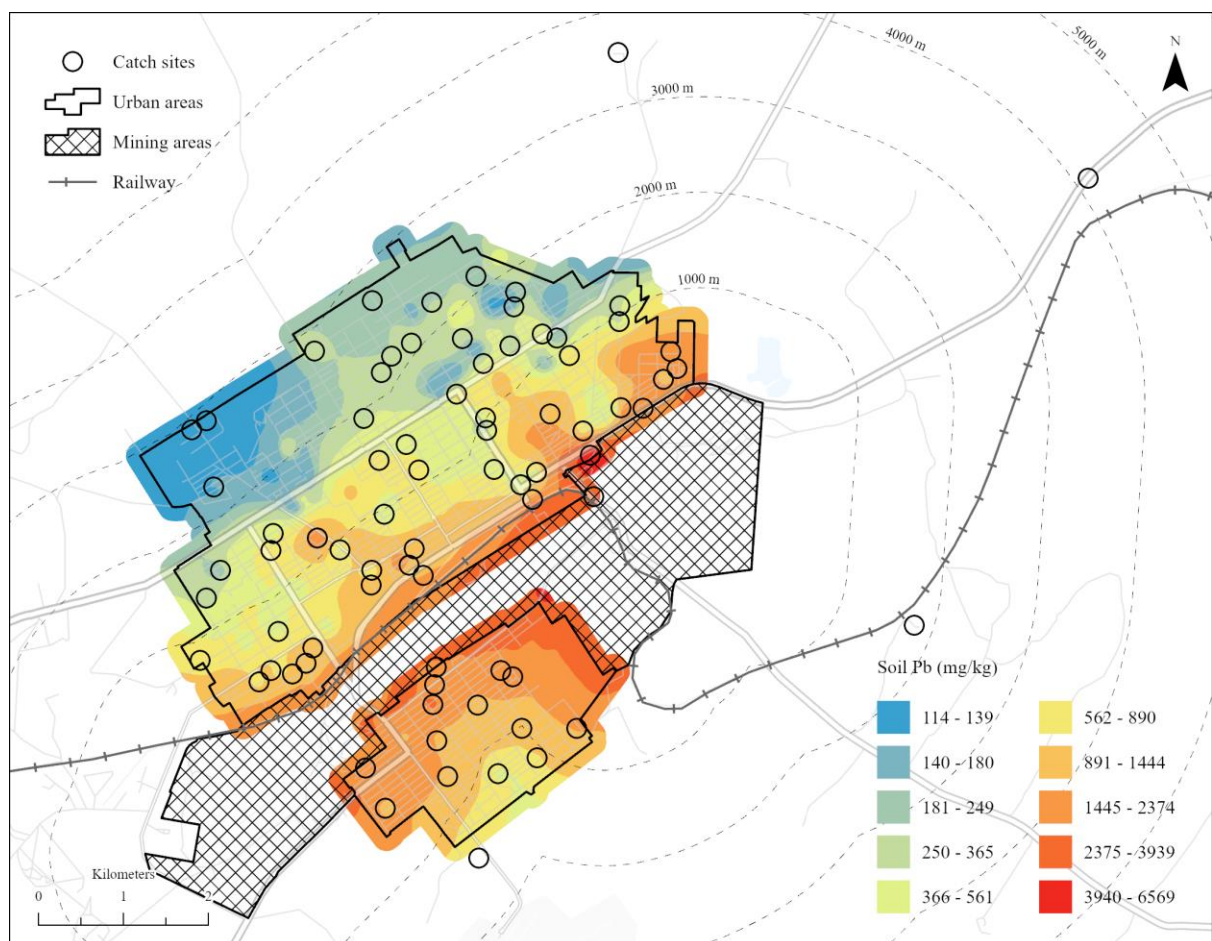 Catch sites
Urban areas
Mining areas
Railway
4000 m
5000 m
N
3000 m
2000 m
1000 m
Soil Pb (mg/kg)
114 - 139
140 - 180
181 - 249
250 - 365
366 - 561
562 - 890
891 - 1444
1445 - 2374
2375 - 3939
3940 - 6569
Kilometers
0 1 2